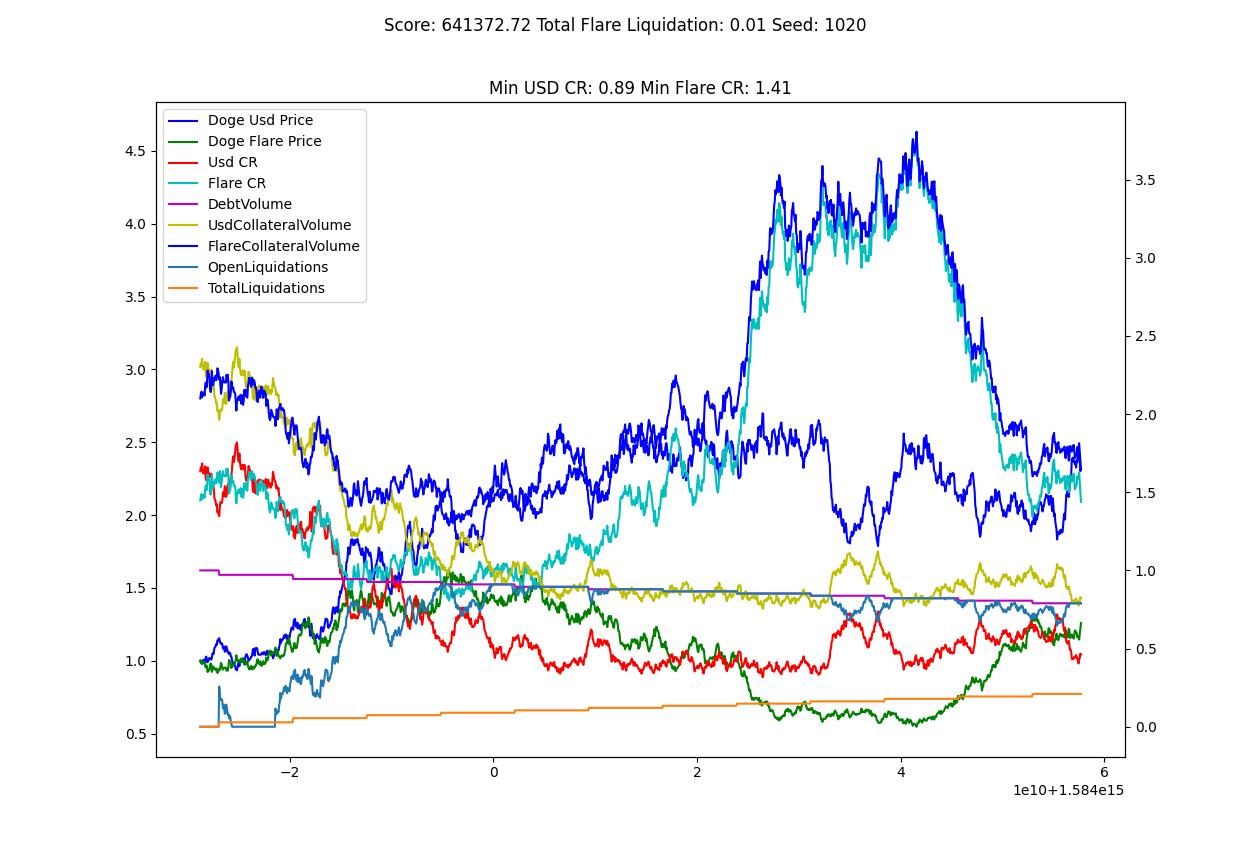 Score: 641372.72 Total Flare Liquidation: 0.01 Seed: 1020
Min USD CR: 0.89 Min Flare CR: 1.41
Doge Usd Price
Doge Flare Price
Usd CR
Flare CR
DebtVolume
UsdCollateralVolume
FlareCollateralVolume
OpenLiquidations
TotalLiquidations
4.5
4.0
3.5
3.0
2.5
2.0
1.5
1.0
0.5
3.5
3.0
2.5
2.0
1.5
1.0
0.5
0.0
−2
0
2
4
6
1e10+1.584e15